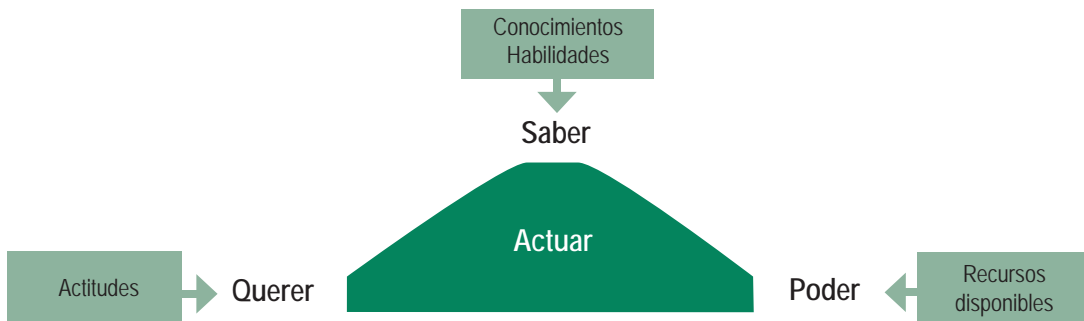 Conocimientos
Habilidades
Saber
Actuar
Actitudes
Querer
Poder
Recursos
disponibles